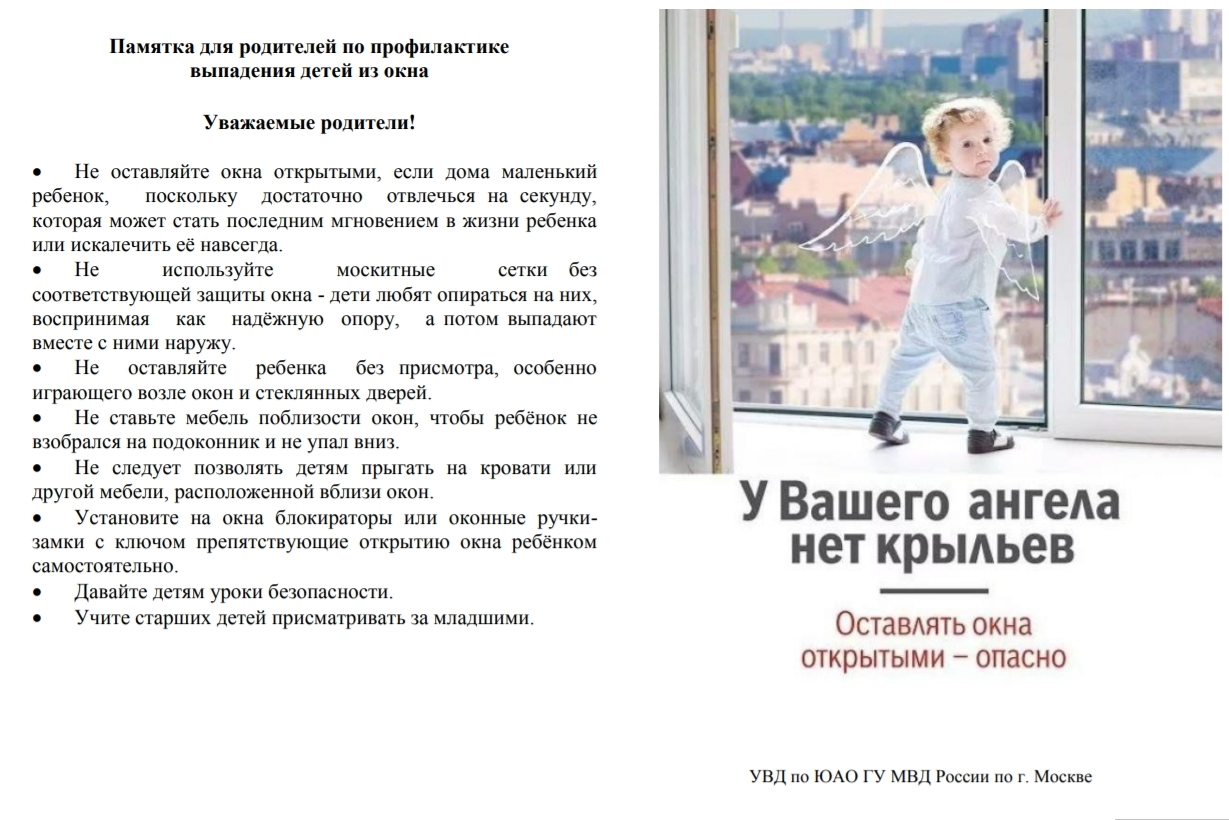 Памятка для родителей по профилактике
выпадения детей из окна
Уважаемые родители!
• Не оставляйте окна открытыми, если дома маленький
ребенок, поскольку достаточно отвлечься на секунду,
которая может стать последним мгновением в жизни ребенка
или искалечить её навсегда.
• Не используйте москитные сетки без
соответствующей защиты окна - дети любят опираться на них,
воспринимая как надёжную опору, а потом выпадают
вместе с ними наружу.
• Не оставляйте ребенка без присмотра, особенно
играющего возле окон и стеклянных дверей.
• Не ставьте мебель поблизости окон, чтобы ребёнок не
взобрался на подоконник и не упал вниз.
• Не следует позволять детям прыгать на кровати или
другой мебели, расположенной вблизи окон.
• Установите на окна блокираторы или оконные ручки-
замки с ключом препятствующие открытию окна ребёнком
самостоятельно.
• Давайте детям уроки безопасности.
• Учите старших детей присматривать за младшими.
У Вашего ангела
нет крыльев
Оставлять окна
открытыми – опасно
УВД по ЮАО ГУ МВД России по г. Москве